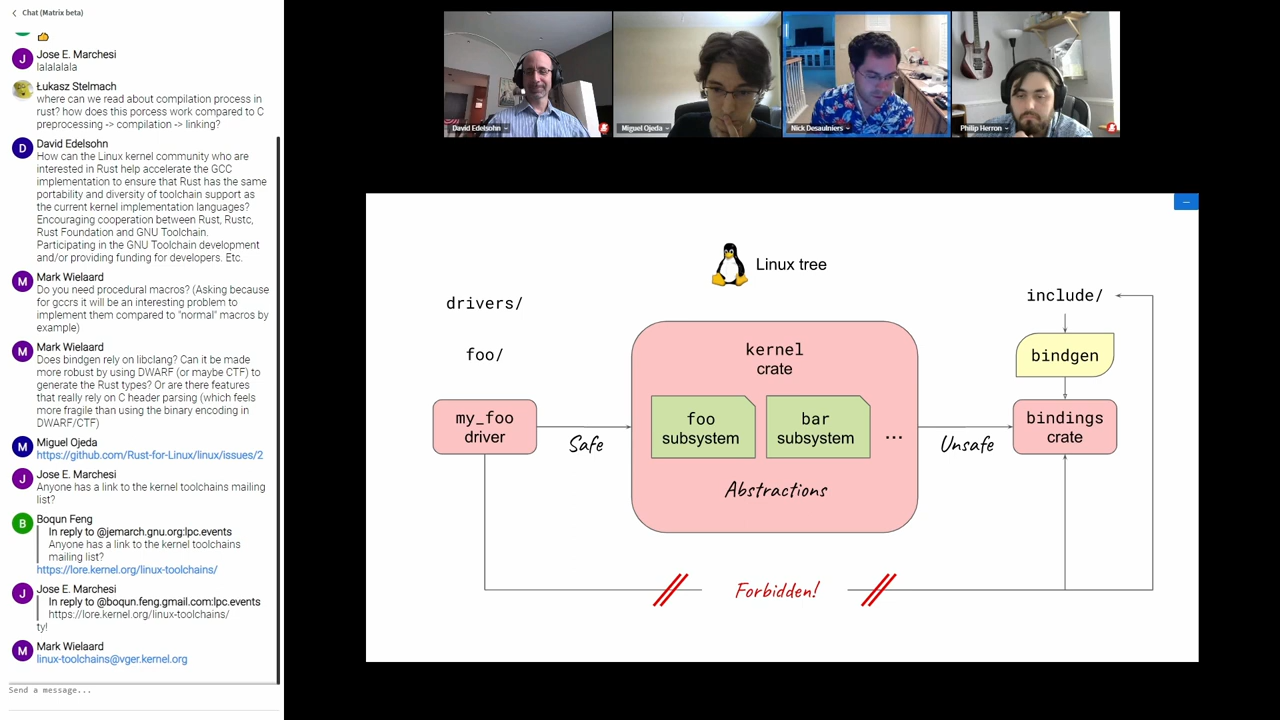 Chat (Matrix beta)
Jose E. Marchesi
lalalalala
Łukasz Stelmach
where can we read about compilation process in
rust? how does this porcess work compared to C
preprocessing -> compilation -> linking?
David Edelsohn
How can the Linux kernel community who are
interested in Rust help accelerate the GCC
implementation to ensure that Rust has the same
portability and diversity of toolchain support as
the current kernel implementation languages?
Encouraging cooperation between Rust, Rustc,
Rust Foundation and GNU Toolchain.
Participating in the GNU Toolchain development
and/or providing funding for developers. Etc.
Mark Wielaard
Do you need procedural macros? (Asking because
for gccrs it will be an interesting problem to
implement them compared to "normal" macros by
example)
Mark Wielaard
Does bindgen rely on libclang? Can it be made
more robust by using DWARF (or maybe CTF) to
generate the Rust types? Or are there features
that really rely on C header parsing (which feels
more fragile than using the binary encoding in
DWARF/CTF)
Miguel Ojeda
https://github.com/Rust-for-Linux/linux/issues/2
Jose E. Marchesi
Anyone has a link to the kernel toolchains mailing
list?
Boqun Feng
In reply to @jemarch.gnu.org:lpc.events
Anyone has a link to the kernel toolchains
mailing list?
https://lore.kernel.org/linux-toolchains/
Jose E. Marchesi
In reply to @boqun.feng.gmail.com:lpc.events
https://lore.kernel.org/linux-toolchains/
ty!
Mark Wielaard
linux-toolchains@vger.kernel.org
Send a message...
David Edelsohn
Miguel Ojeda
Nick Desaulniers
Philip Herron
Linux tree
drivers/
foo/
my_foo
driver
Safe
kernel
crate
foo
subsystem
bar
subsystem
...
Abstractions
Unsafe
include/
bindgen
bindings
crate
Forbidden!